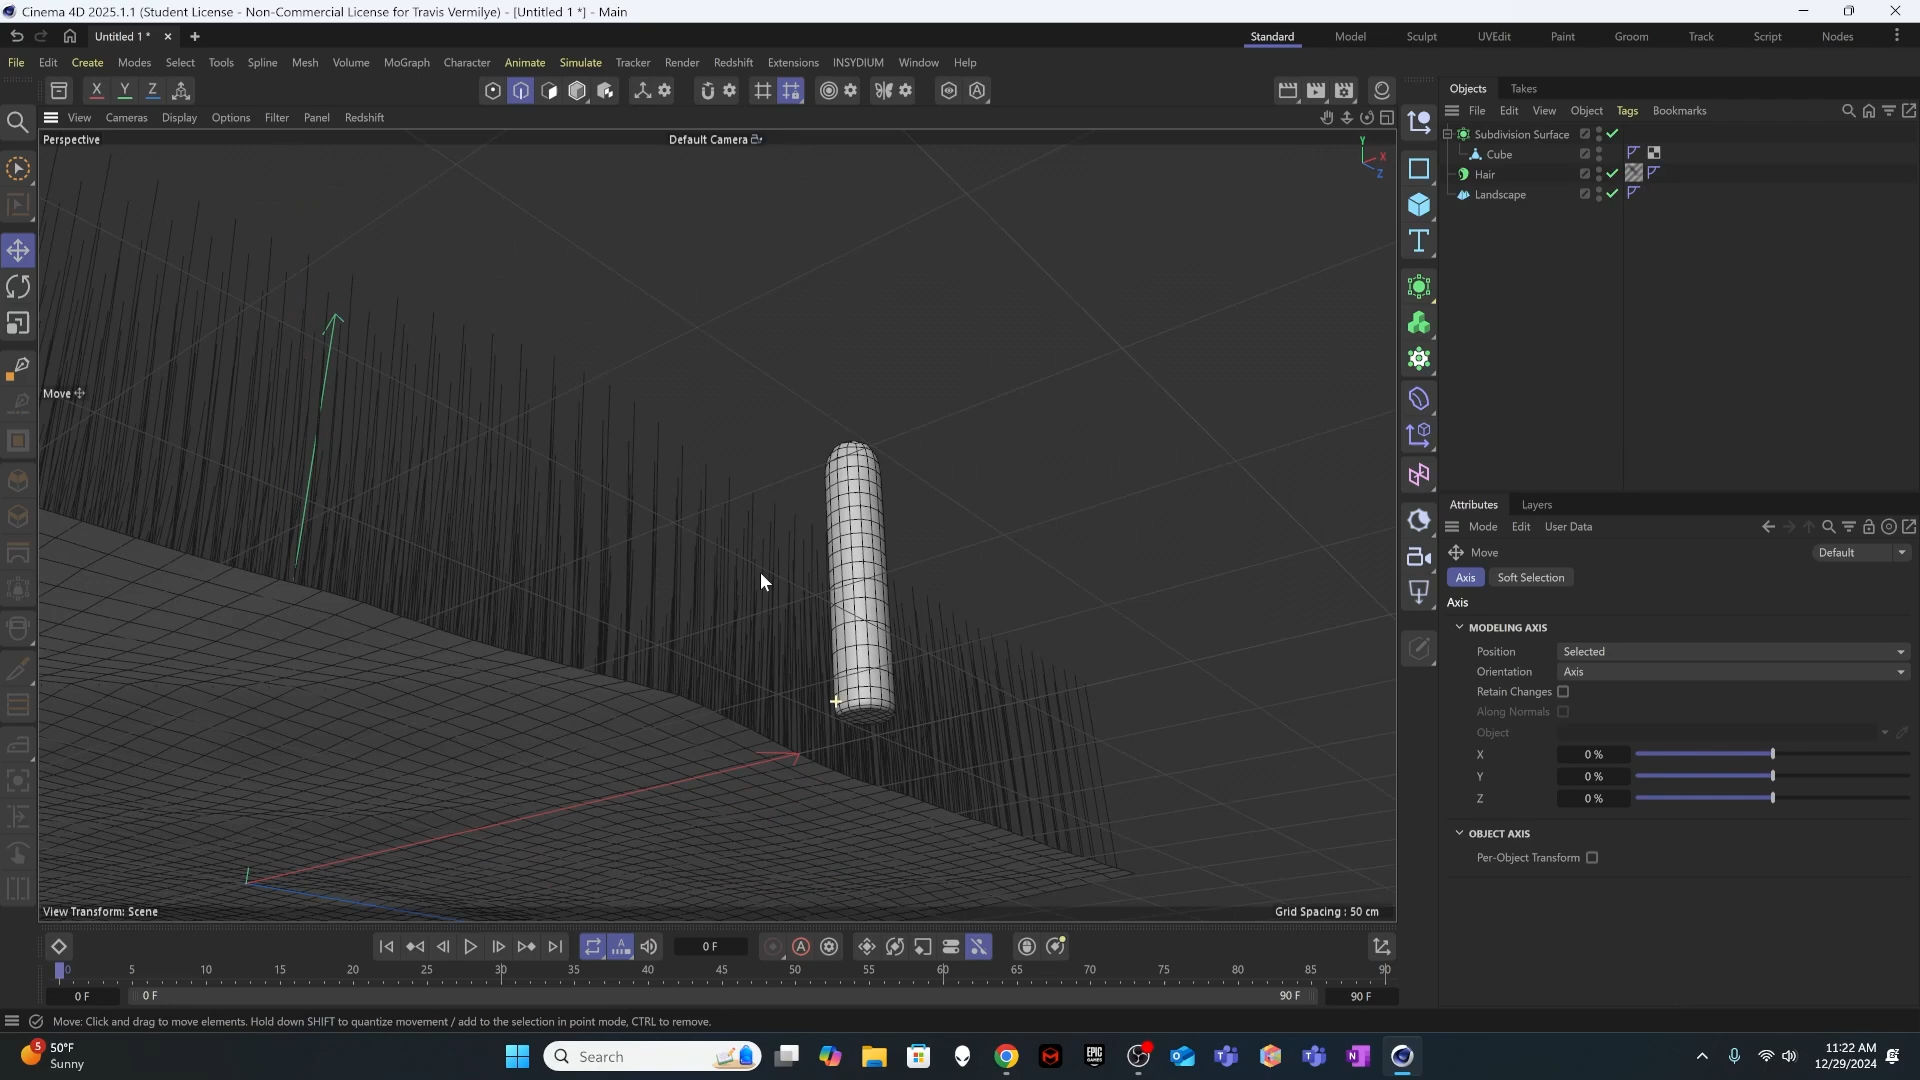 Cinema 4D 2025.1.1 (Student License - Non-Commercial License for Travis Vermilye) - [Untitled 1 *] - Main
Untitled 1 *
Standard Model Sculpt UVEdit Paint Groom Track Script Nodes
File Edit Create Modes Select Tools Spline Mesh Volume MoGraph Character Animate Simulate Tracker Render Redshift Extensions INSYDIUM Window Help
X Y Z
Objects Takes
File Edit View Object Tags Bookmarks
View Cameras Display Options Filter Panel Redshift
Perspective
Default Camera
Y
X
Z
Subdivision Surface
Cube
Hair
Landscape
Move
Attributes Layers
Mode Edit User Data
Move
Default
Axis Soft Selection
Axis
MODELING AXIS
Position Selected
Orientation Axis
Retain Changes
Along Normals
Object
X 0 %
Y 0 %
Z 0 %
OBJECT AXIS
Per-Object Transform
View Transform: Scene
Grid Spacing : 50 cm
0 F
0 5 10 15 20 25 30 35 40 45 50 55 60 65 70 75 80 85 90
0 F 0 F 90 F 90 F
Move: Click and drag to move elements. Hold down SHIFT to quantize movement / add to the selection in point mode, CTRL to remove.
5
50°F
Sunny
Search
EPIC
GAMES
11:22 AM
12/29/2024